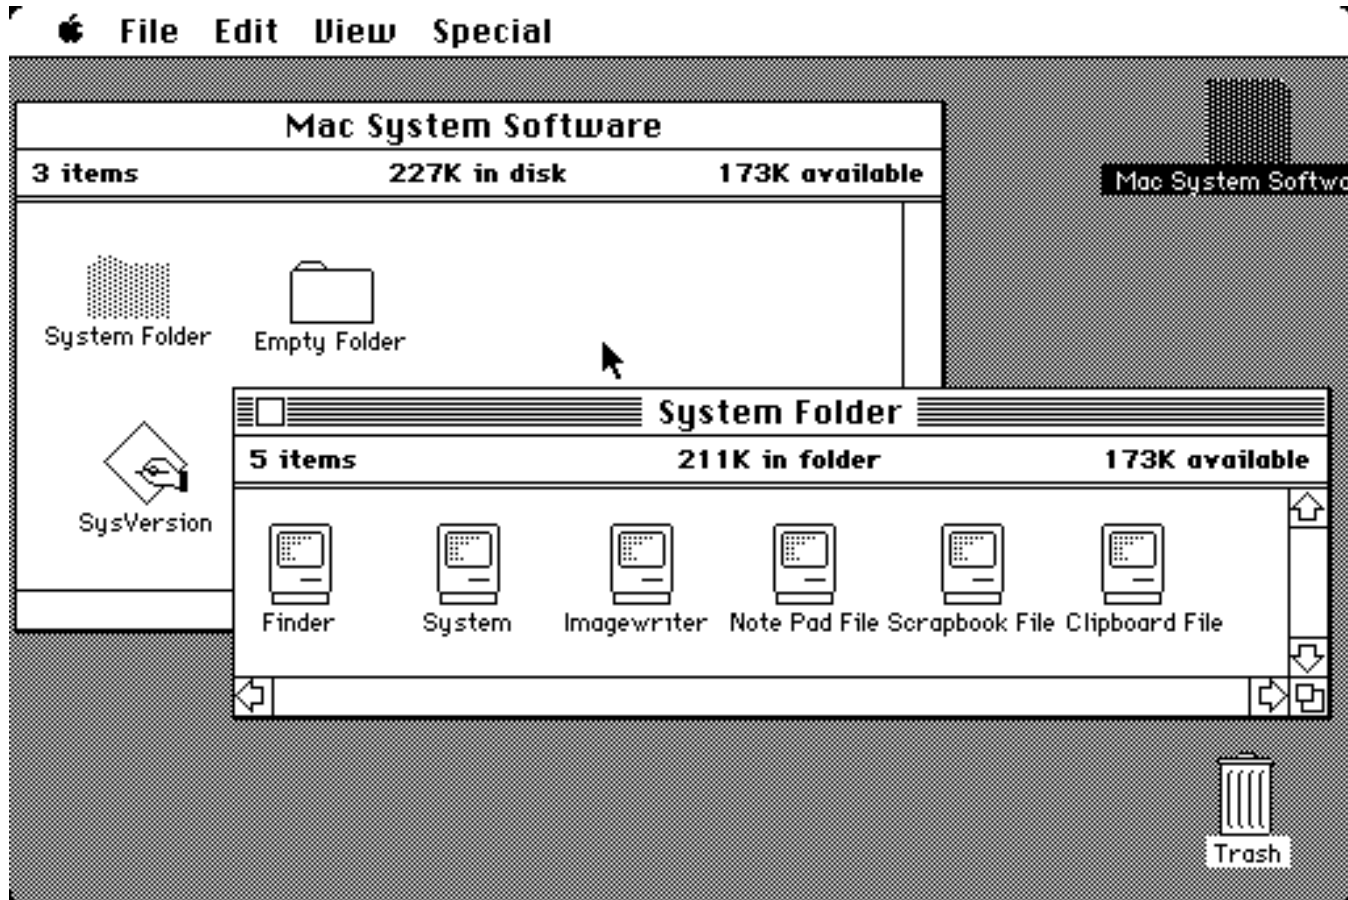 File Edit View Special
Mac System Software
3 items 227K in disk 173K available
Mac System Softwa
System Folder
Empty Folder
SysVersion
System Folder
5 items 211K in folder 173K available
Finder System Imagewriter Note Pad File Scrapbook File Clipboard File
Trash